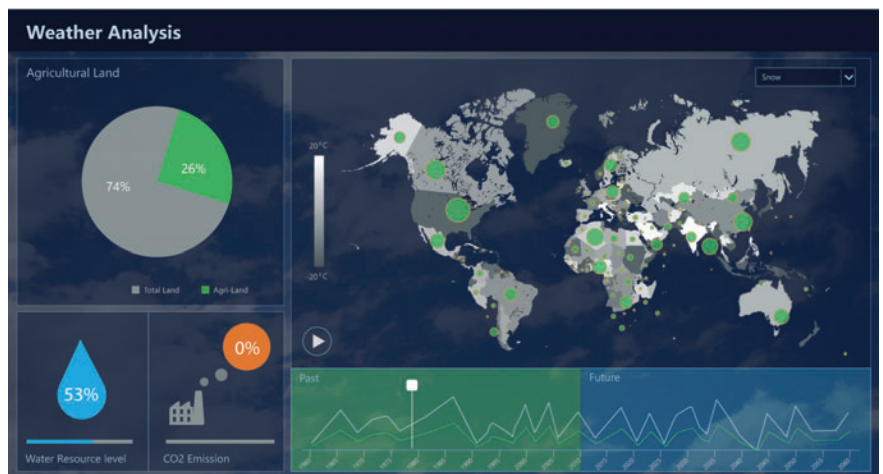 Weather Analysis
Agricultural Land
26%
74%
Total Land
Agri-Land
Snow
20°C
-20°C
53%
Water Resource level
0%
CO2 Emission
Past
Future